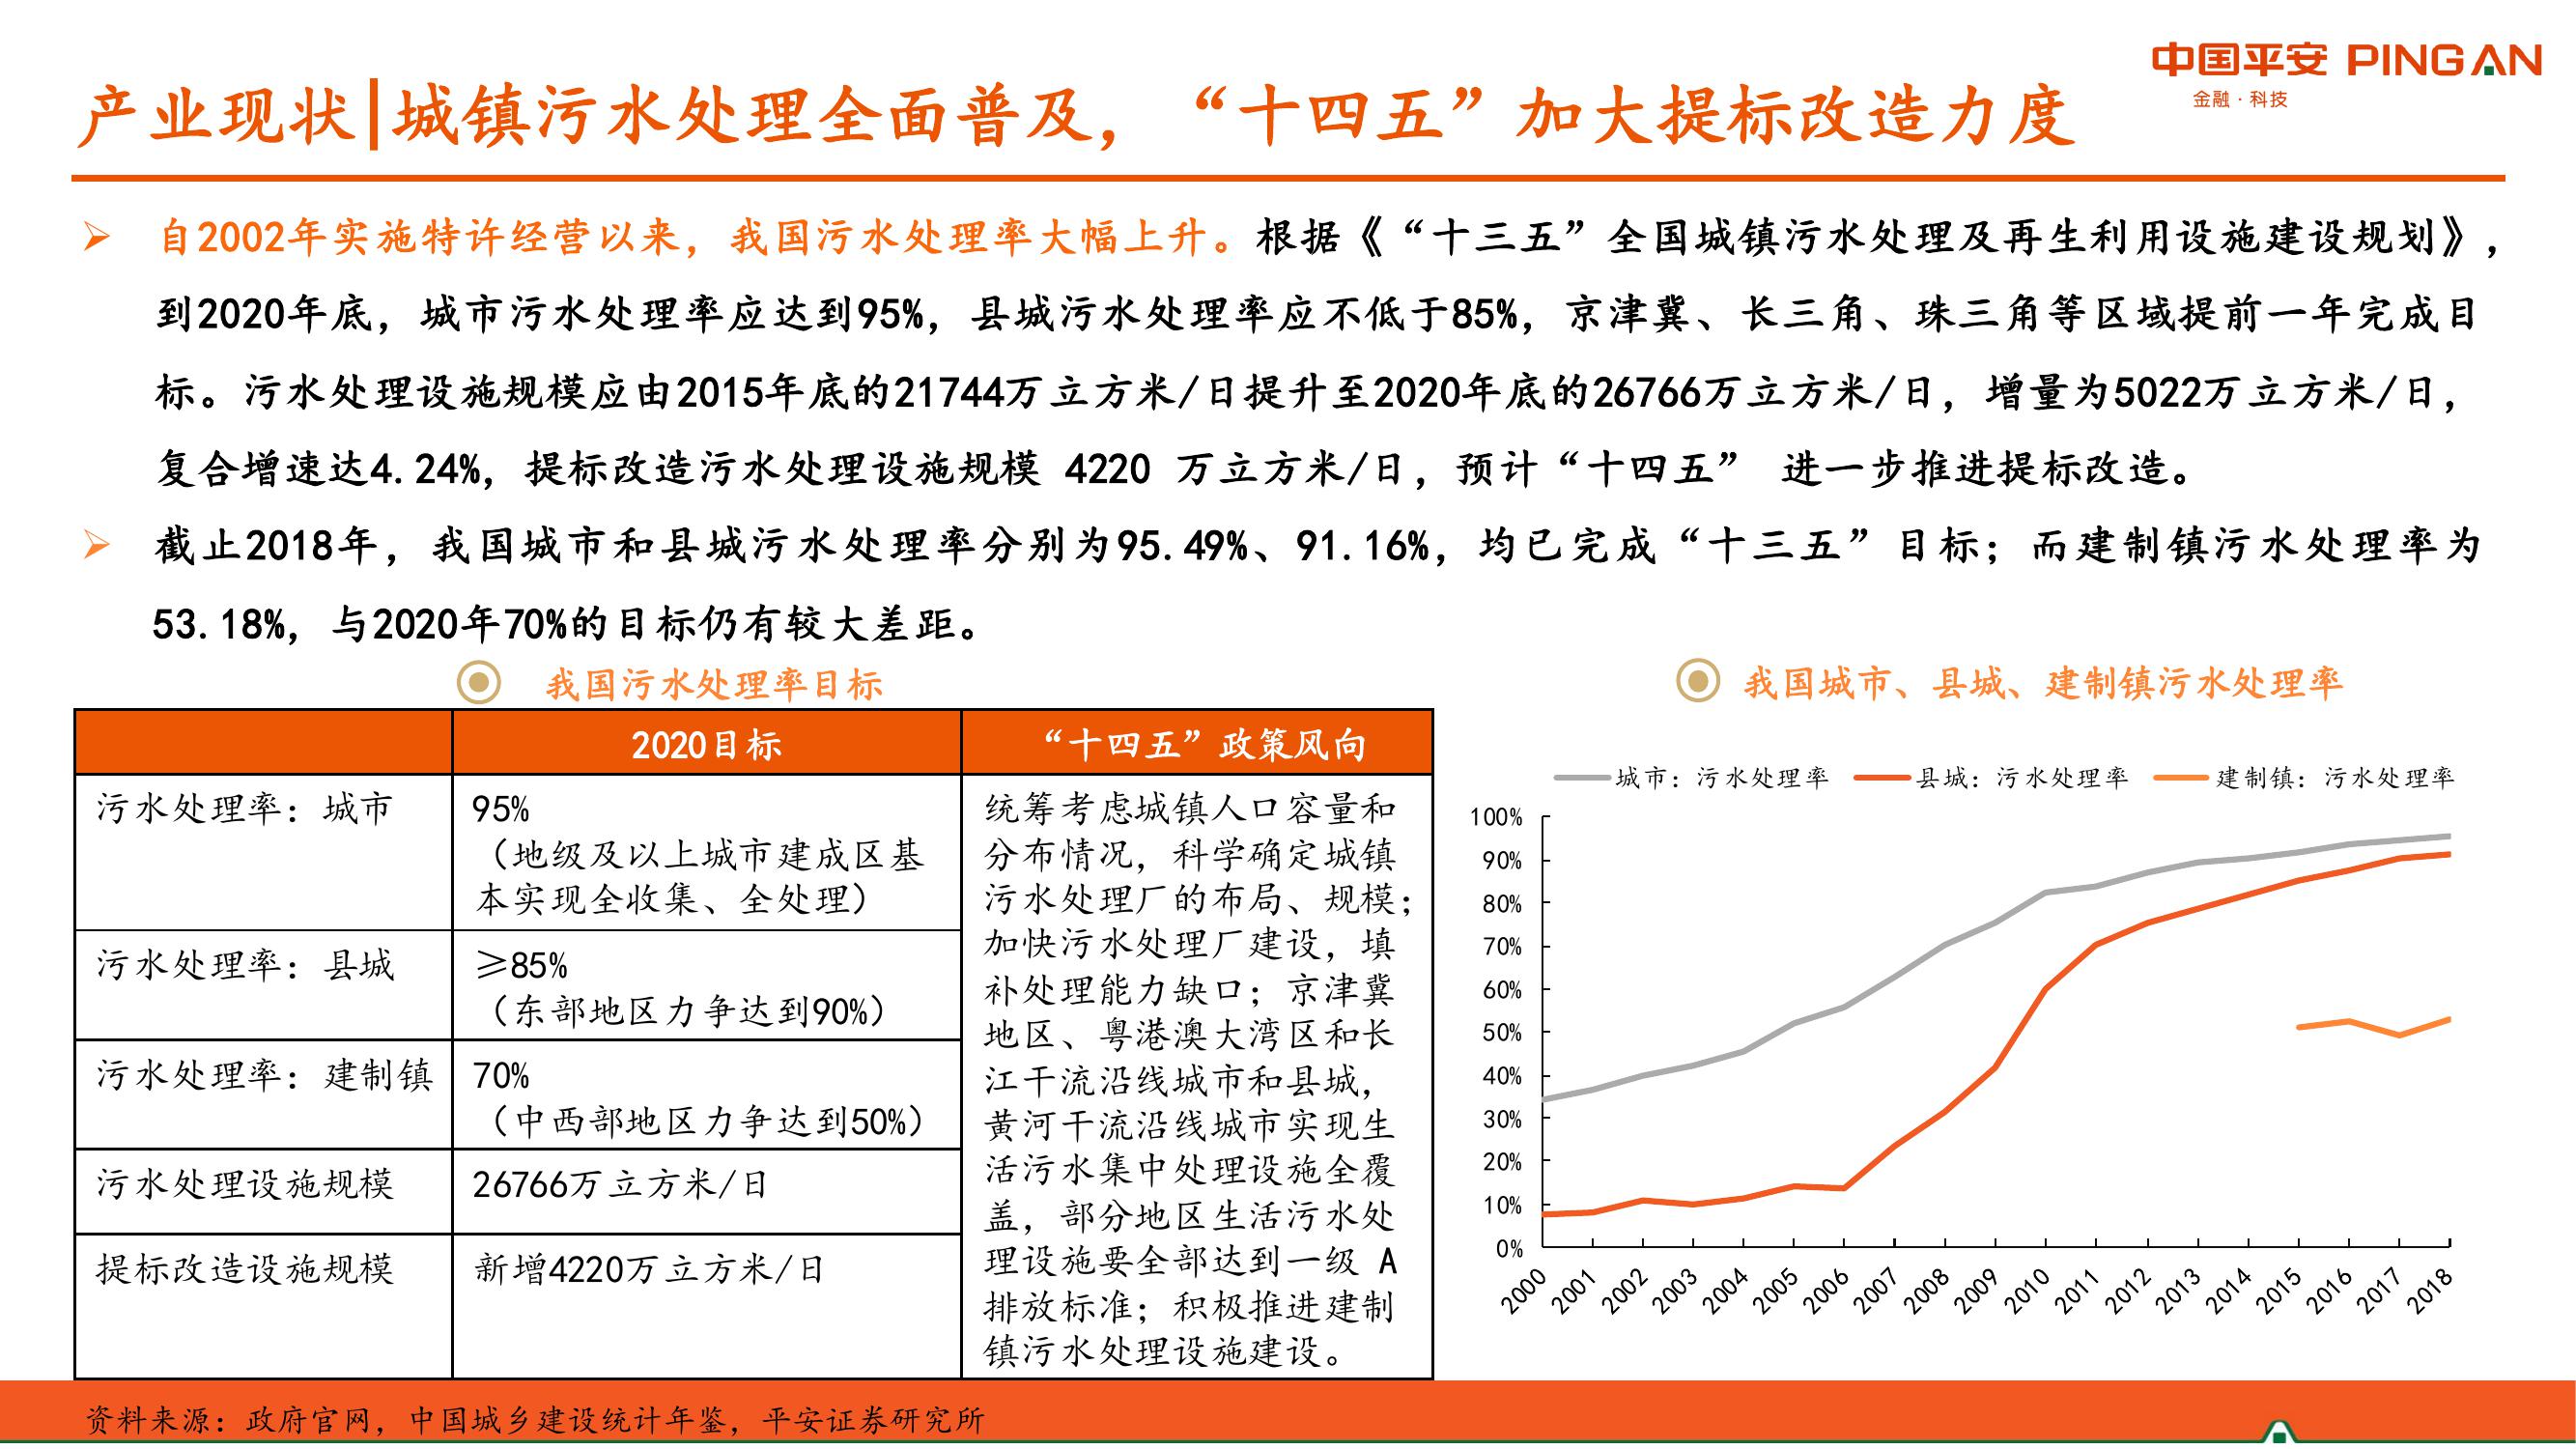 中国平安 PINGAN
金融·科技
产业现状|城镇污水处理全面普及，“十四五”加大提标改造力度
自2002年实施特许经营以来，我国污水处理率大幅上升。根据《“十三五”全国城镇污水处理及再生利用设施建设规划》，
到2020年底，城市污水处理率应达到95%，县城污水处理率应不低于85%，京津冀、长三角、珠三角等区域提前一年完成目
标。污水处理设施规模应由2015年底的21744万立方米/日提升至2020年底的26766万立方米/日，增量为5022万立方米/日，
复合增速达4.24%，提标改造污水处理设施规模 4220 万立方米/日，预计“十四五” 进一步推进提标改造。
截止2018年，我国城市和县城污水处理率分别为95.49%、91.16%，均已完成“十三五”目标；而建制镇污水处理率为
53.18%，与2020年70%的目标仍有较大差距。
我国污水处理率目标
2020目标
“十四五”政策风向
污水处理率：城市
95%
（地级及以上城市建成区基
本实现全收集、全处理）
污水处理率：县城
≥85%
（东部地区力争达到90%）
污水处理率：建制镇
70%
（中西部地区力争达到50%）
污水处理设施规模
26766万立方米/日
提标改造设施规模
新增4220万立方米/日
统筹考虑城镇人口容量和
分布情况，科学确定城镇
污水处理厂的布局、规模；
加快污水处理厂建设，填
补处理能力缺口；京津冀
地区、粤港澳大湾区和长
江干流沿线城市和县城，
黄河干流沿线城市实现生
活污水集中处理设施全覆
盖，部分地区生活污水处
理设施要全部达到一级 A
排放标准；积极推进建制
镇污水处理设施建设。
我国城市、县城、建制镇污水处理率
城市：污水处理率 县城：污水处理率 建制镇：污水处理率
100%
90%
80%
70%
60%
50%
40%
30%
20%
10%
0%
2000 2001 2002 2003 2004 2005 2006 2007 2008 2009 2010 2011 2012 2013 2014 2015 2016 2017 2018
资料来源：政府官网，中国城乡建设统计年鉴，平安证券研究所